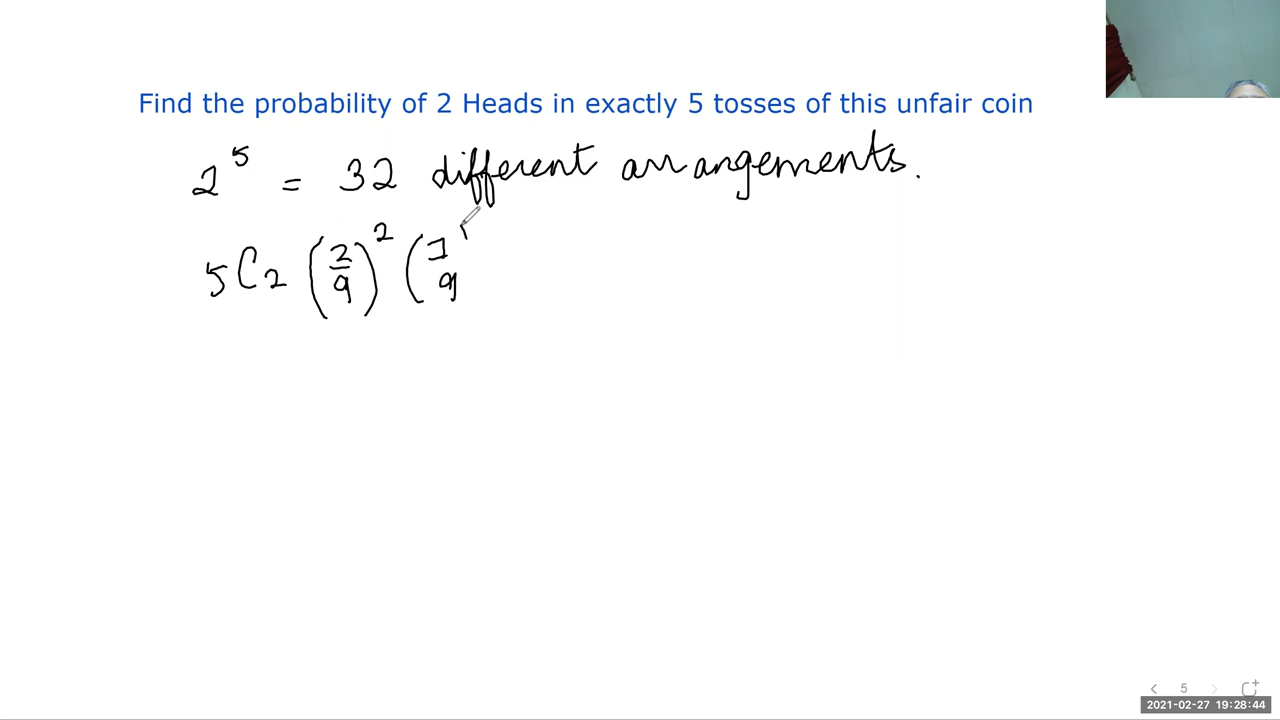 Find the probability of 2 Heads in exactly 5 tosses of this unfair coin
2^5 = 32 different arrangements.
5C2 (2/9)^2 (7/9
5
2021-02-27 19:28:44